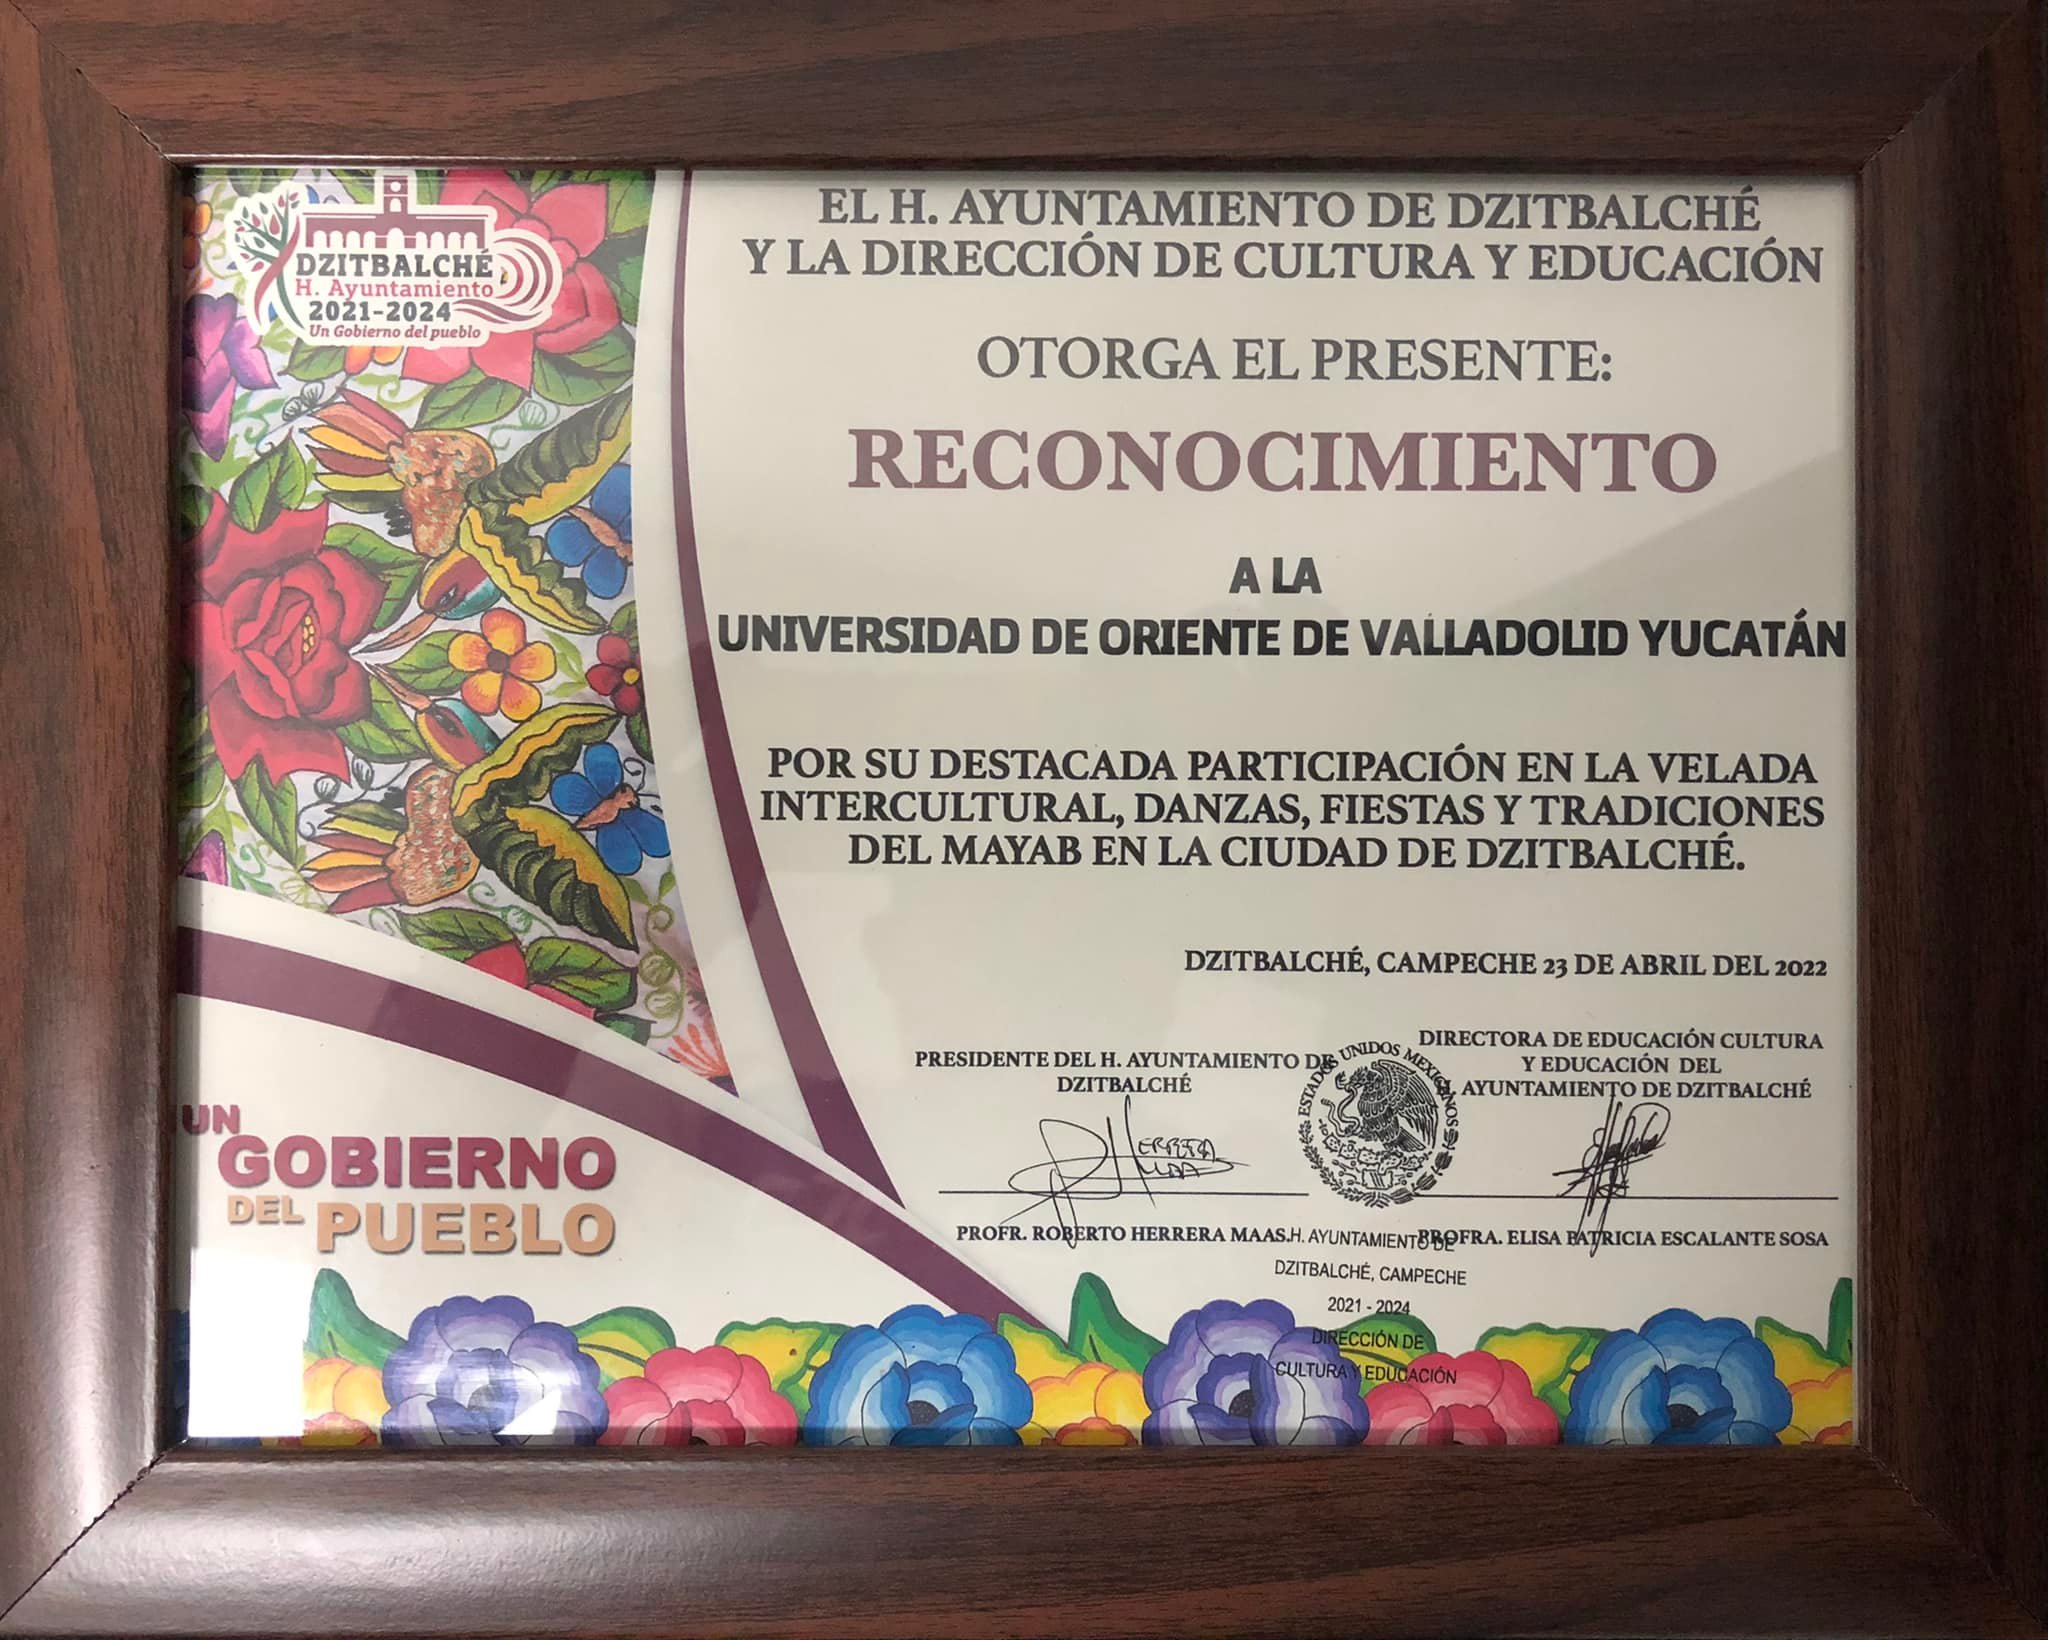 DZITBALCHÉ
H. Ayuntamiento
2021-2024
Un Gobierno del pueblo
EL H. AYUNTAMIENTO DE DZITBALCHÉ
Y LA DIRECCIÓN DE CULTURA Y EDUCACIÓN
OTORGA EL PRESENTE:
RECONOCIMIENTO
A LA
UNIVERSIDAD DE ORIENTE DE VALLADOLID YUCATÁN
POR SU DESTACADA PARTICIPACIÓN EN LA VELADA
INTERCULTURAL, DANZAS, FIESTAS Y TRADICIONES
DEL MAYAB EN LA CIUDAD DE DZITBALCHÉ.
DZITBALCHÉ, CAMPECHE 23 DE ABRIL DEL 2022
PRESIDENTE DEL H. AYUNTAMIENTO DE
DZITBALCHÉ
HERRERA
MAAS
PROFR. ROBERTO HERRERA MAAS.
ESTADOS UNIDOS MEXICANOS
DIRECTORA DE EDUCACIÓN CULTURA
Y EDUCACIÓN DEL
AYUNTAMIENTO DE DZITBALCHÉ
PROFRA. ELISA PATRICIA ESCALANTE SOSA
H. AYUNTAMIENTO DE
DZITBALCHÉ, CAMPECHE
2021 - 2024
DIRECCIÓN DE
CULTURA Y EDUCACIÓN
UN
GOBIERNO
DEL PUEBLO